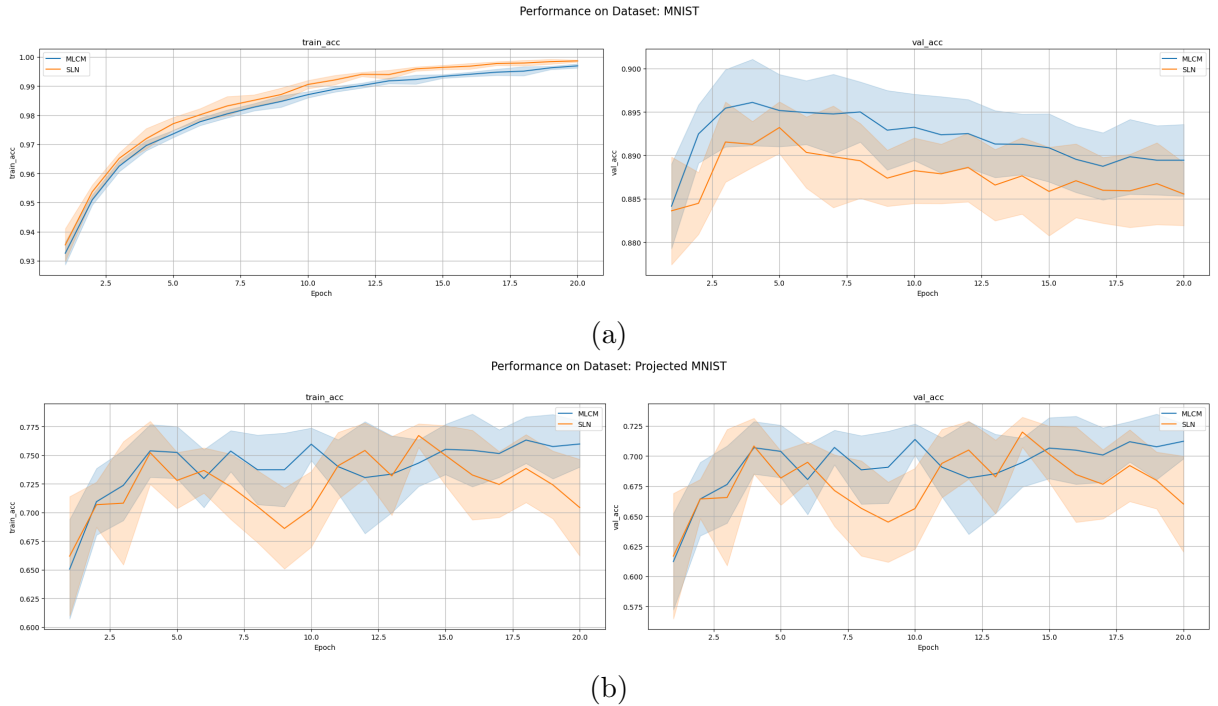 Performance on Dataset: MNIST
train_acc
MLCM
SLN
1.00
0.99
0.98
0.97
0.96
0.95
0.94
0.93
train_acc
2.5 5.0 7.5 10.0 12.5 15.0 17.5 20.0
Epoch
val_acc
MLCM
SLN
0.900
0.895
0.890
0.885
0.880
val_acc
2.5 5.0 7.5 10.0 12.5 15.0 17.5 20.0
Epoch
(a)
Performance on Dataset: Projected MNIST
train_acc
MLCM
SLN
0.775
0.750
0.725
0.700
0.675
0.650
0.625
0.600
train_acc
2.5 5.0 7.5 10.0 12.5 15.0 17.5 20.0
Epoch
val_acc
MLCM
SLN
0.725
0.700
0.675
0.650
0.625
0.600
0.575
val_acc
2.5 5.0 7.5 10.0 12.5 15.0 17.5 20.0
Epoch
(b)